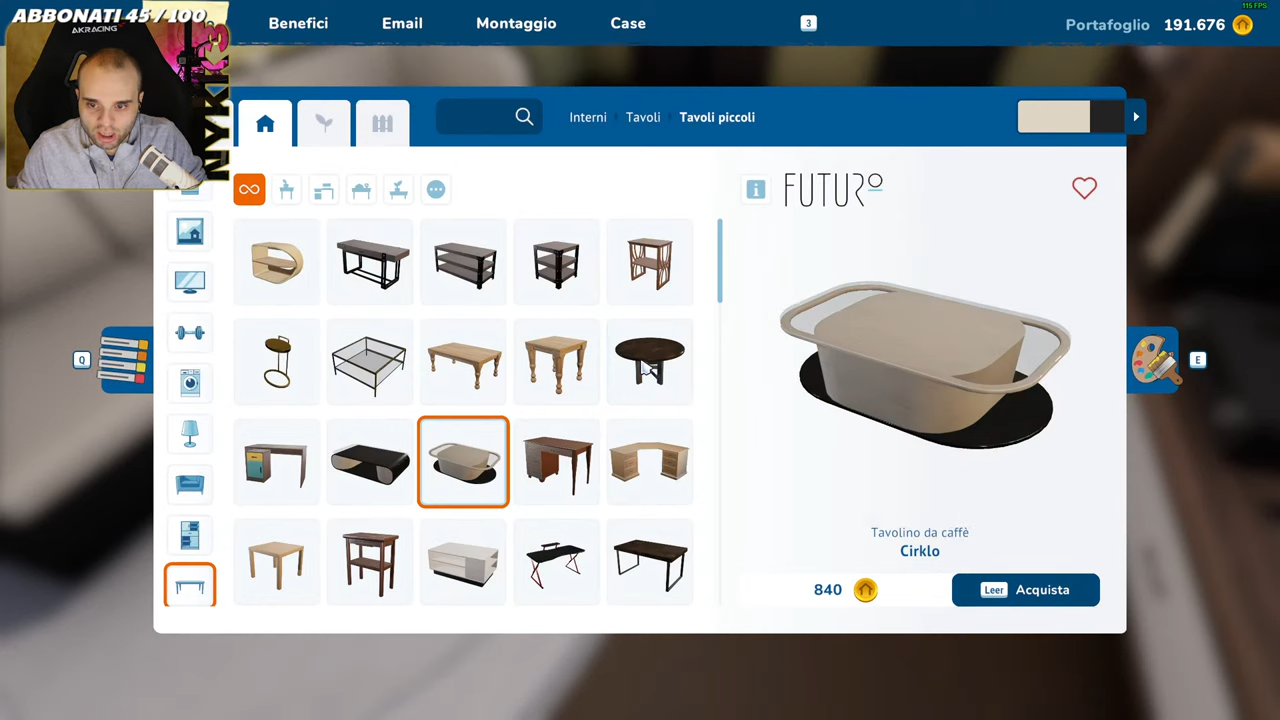 ABBONATI 45/100
AKRACING
NYKK3
Benefici
Email
Montaggio
Case
3
115 FPS
Portafoglio 191.676
Interni
Tavoli
Tavoli piccoli
i
FUTURO
Q
E
Tavolino da caffè
Cirklo
840
Leer Acquista